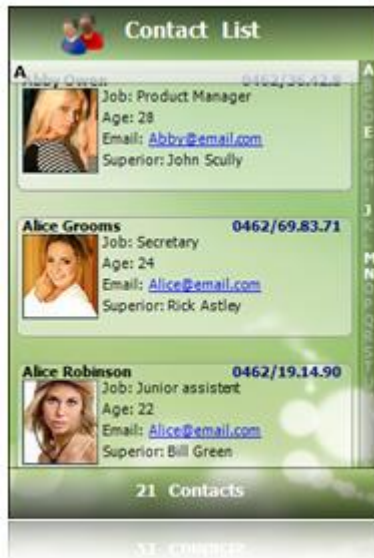 Contact List
A
Abby Owen 0462/36.42.8
Job: Product Manager
Age: 28
Email: Abby@email.com
Superior: John Scully
Alice Grooms 0462/69.83.71
Job: Secretary
Age: 24
Email: Alice@email.com
Superior: Rick Astley
Alice Robinson 0462/19.14.90
Job: Junior assistent
Age: 22
Email: Alice@email.com
Superior: Bill Green
A
E
J
M
N
21 Contacts